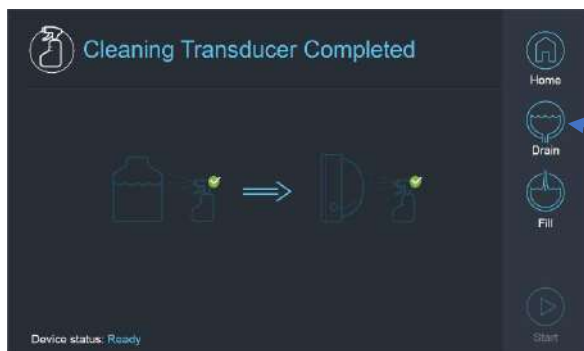 Cleaning Transducer Completed
Home
Drain
Fill
Start
Device status: Ready